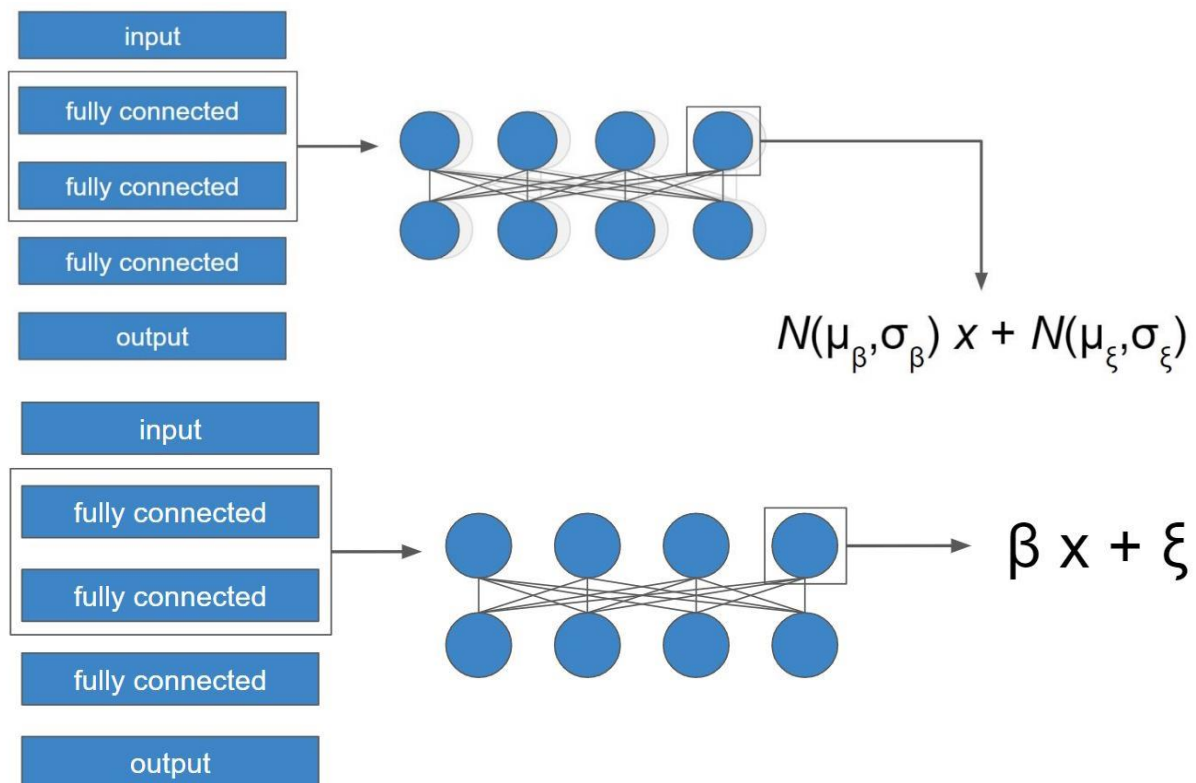 input
fully connected
fully connected
fully connected
output
N(μ_β,σ_β) x + N(μ_ξ,σ_ξ)
input
fully connected
fully connected
fully connected
output
β x + ξ